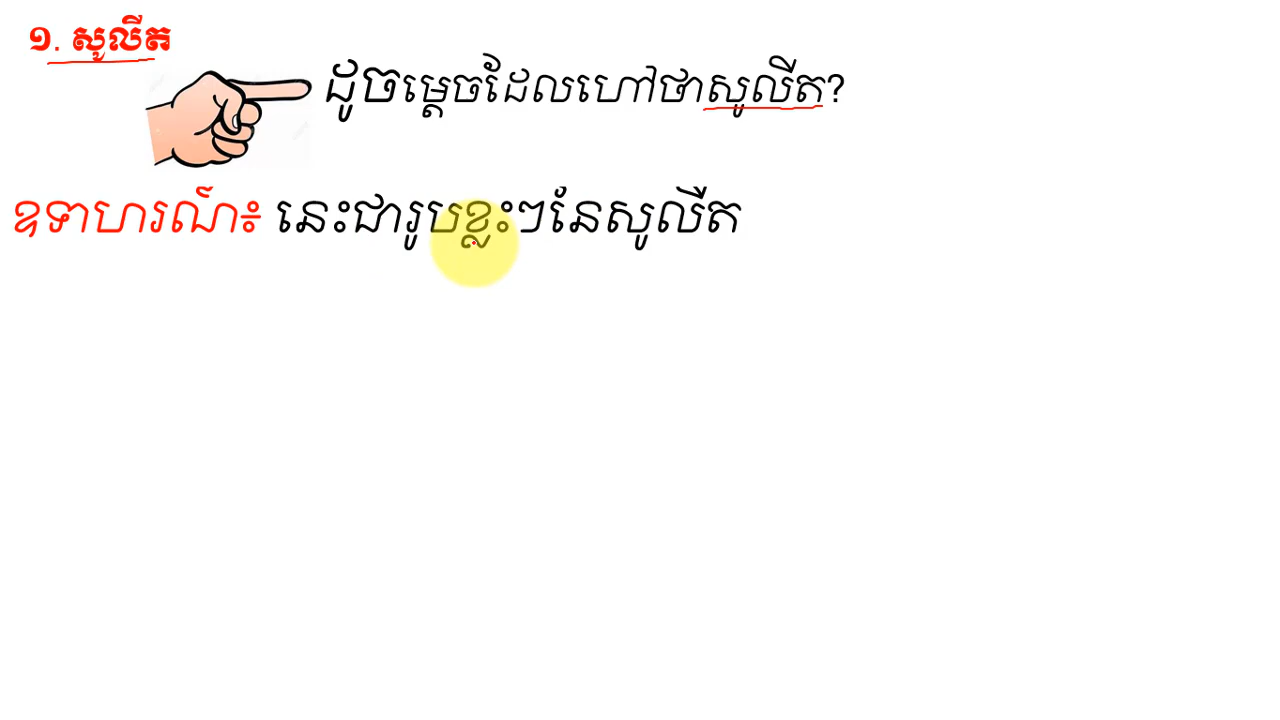 ១. សូលីត
ដូចម្ដេចដែលហៅថាសូលីត?
ឧទាហរណ៍៖ នេះជារូបខ្លះៗនៃសូលីត